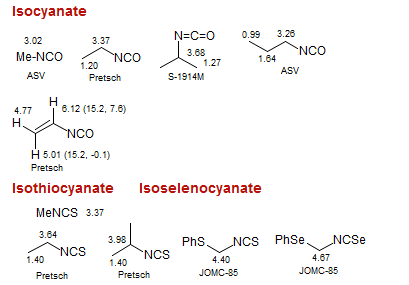 Isocyanate
3.02 3.37 N=C=O 0.99 3.26
Me-NCO NCO 3.68 NCO
1.20 1.27 1.64
ASV Pretsch S-1914M ASV
4.77 H 6.12 (15.2, 7.6)
H
NCO
H 5.01 (15.2, -0.1)
Pretsch
Isothiocyanate Isoselenocyanate
MeNCS 3.37
3.64 3.98 PhS NCS PhSe NCSe
NCS NCS
1.40 1.40 4.40 4.67
Pretsch Pretsch JOMC-85 JOMC-85